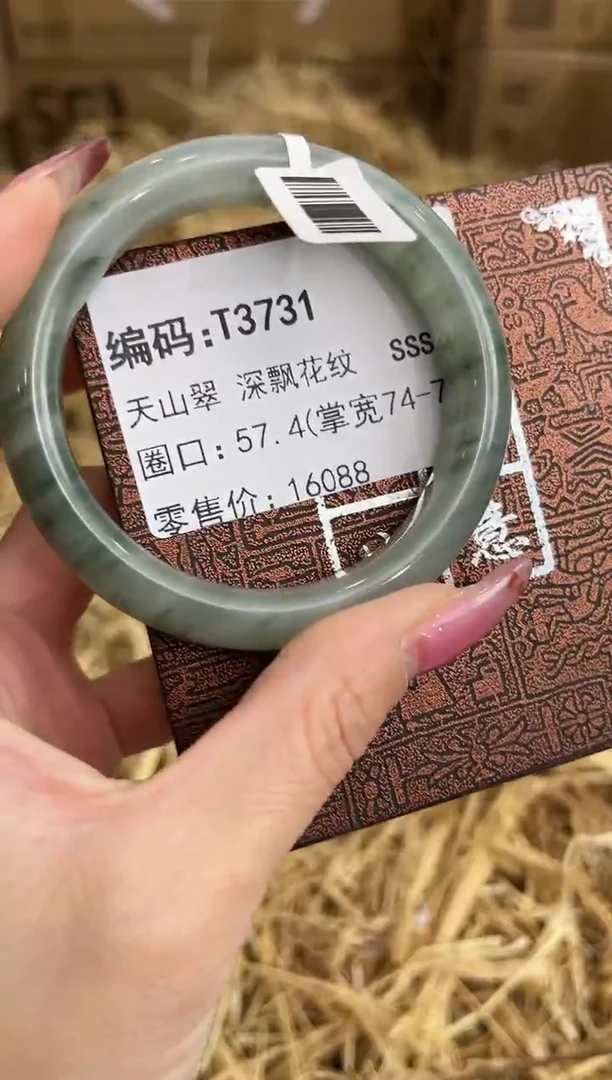 编码:T3731
天山翠 深飘花纹 SSS
圈口:57.4(掌宽74-7
零售价:16088
意